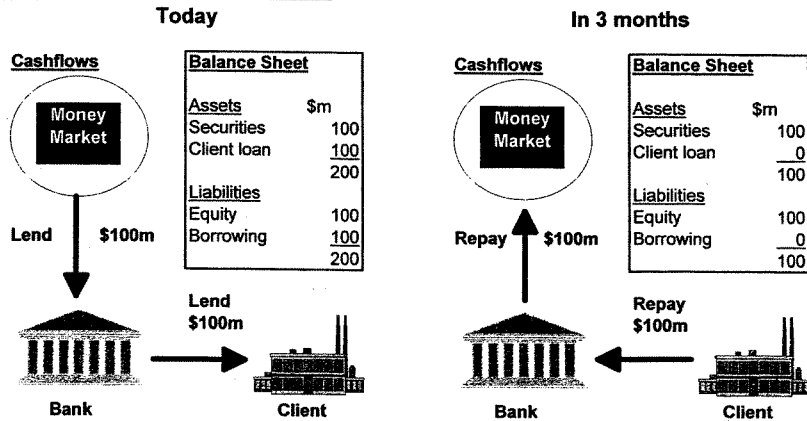 Today
Cashflows
Money
Market
Lend $100m
Balance Sheet
Assets $m
Securities 100
Client loan 100
200
Liabilities
Equity 100
Borrowing 100
200
Lend
$100m
Bank
Client
In 3 months
Cashflows
Money
Market
Repay $100m
Balance Sheet
Assets $m
Securities 100
Client loan 0
100
Liabilities
Equity 100
Borrowing 0
100
Repay
$100m
Bank
Client